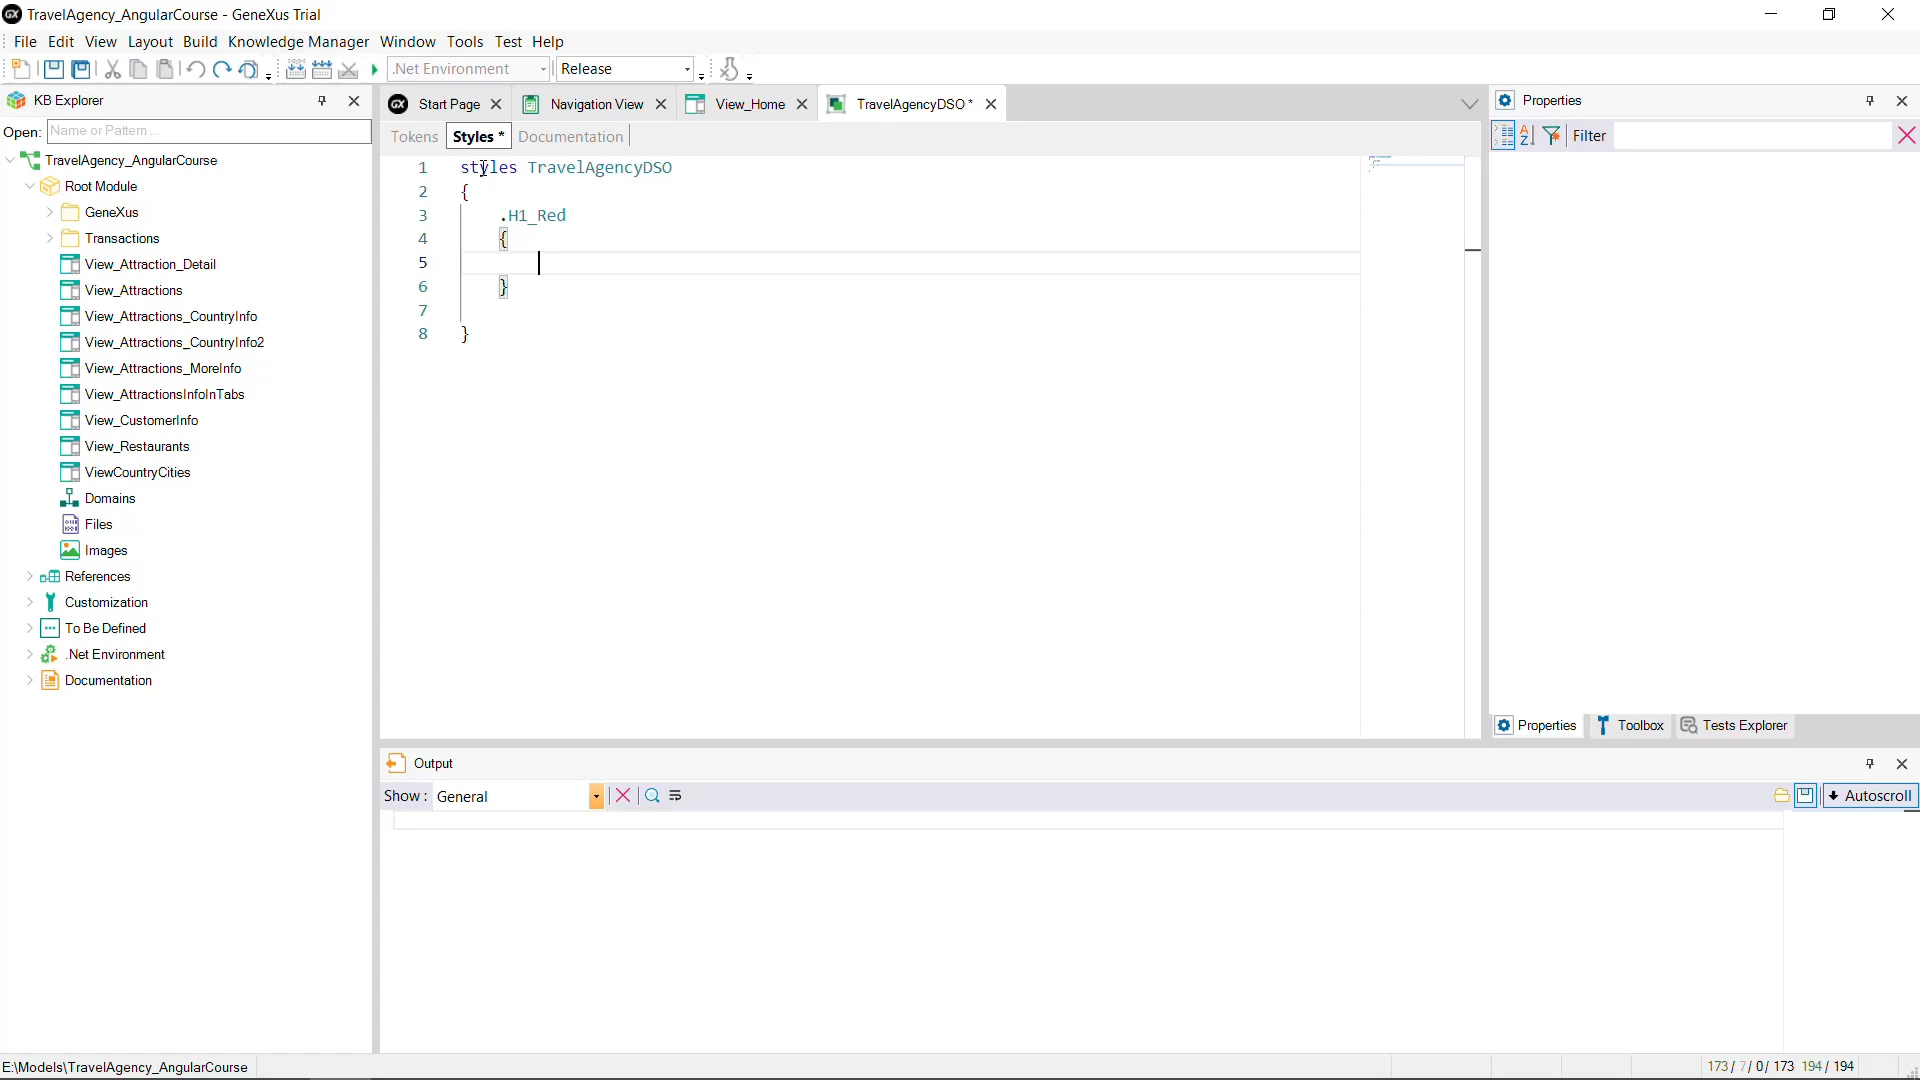 TravelAgency_AngularCourse - GeneXus Trial
File Edit View Layout Build Knowledge Manager Window Tools Test Help
.Net Environment Release
KB Explorer
Open: Name or Pattern ...
TravelAgency_AngularCourse
Root Module
GeneXus
Transactions
View_Attraction_Detail
View_Attractions
View_Attractions_CountryInfo
View_Attractions_CountryInfo2
View_Attractions_MoreInfo
View_AttractionsInfoInTabs
View_CustomerInfo
View_Restaurants
ViewCountryCities
Domains
Files
Images
References
Customization
To Be Defined
.Net Environment
Documentation
Start Page Navigation View View_Home TravelAgencyDSO *
Tokens Styles * Documentation
1 styles TravelAgencyDSO
2 {
3 .H1_Red
4 {
5
6 }
7
8 }
Properties
Filter
Properties Toolbox Tests Explorer
Output
Show : General
Autoscroll
E:\Models\TravelAgency_AngularCourse
173/ 7/ 0/ 173 194 / 194